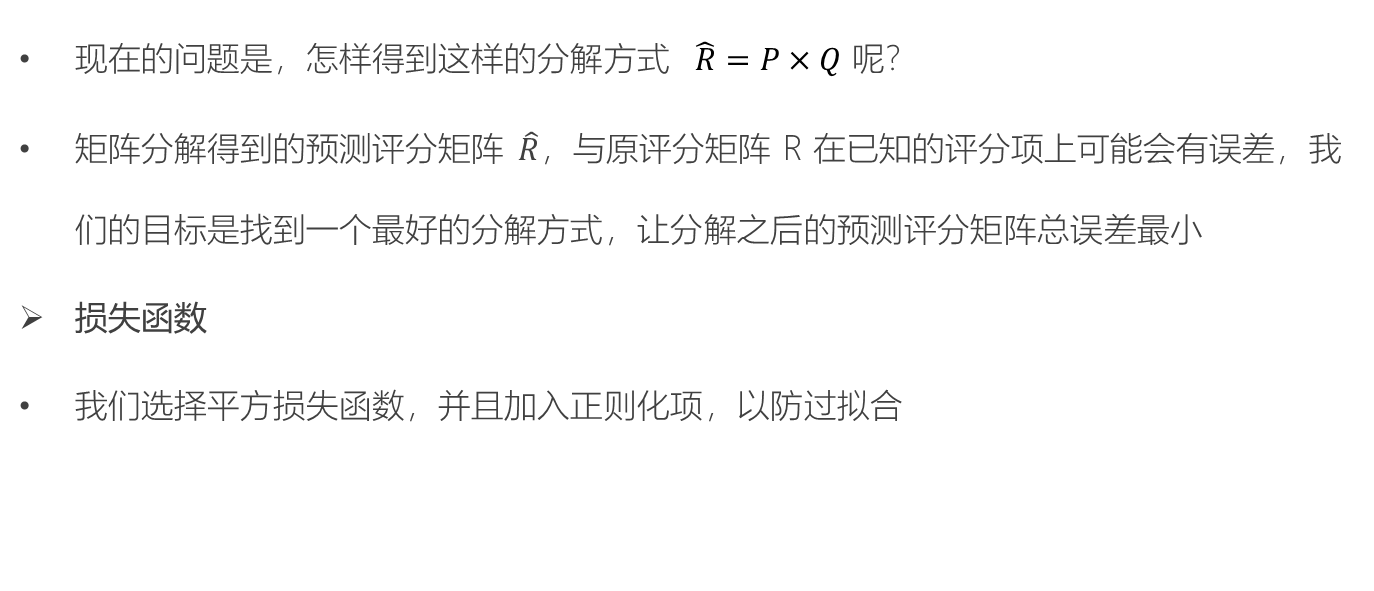 • 现在的问题是，怎样得到这样的分解方式 R̂ = P × Q 呢？
• 矩阵分解得到的预测评分矩阵 R̂，与原评分矩阵 R 在已知的评分项上可能会有误差，我
们的目标是找到一个最好的分解方式，让分解之后的预测评分矩阵总误差最小
➢ 损失函数
• 我们选择平方损失函数，并且加入正则化项，以防过拟合